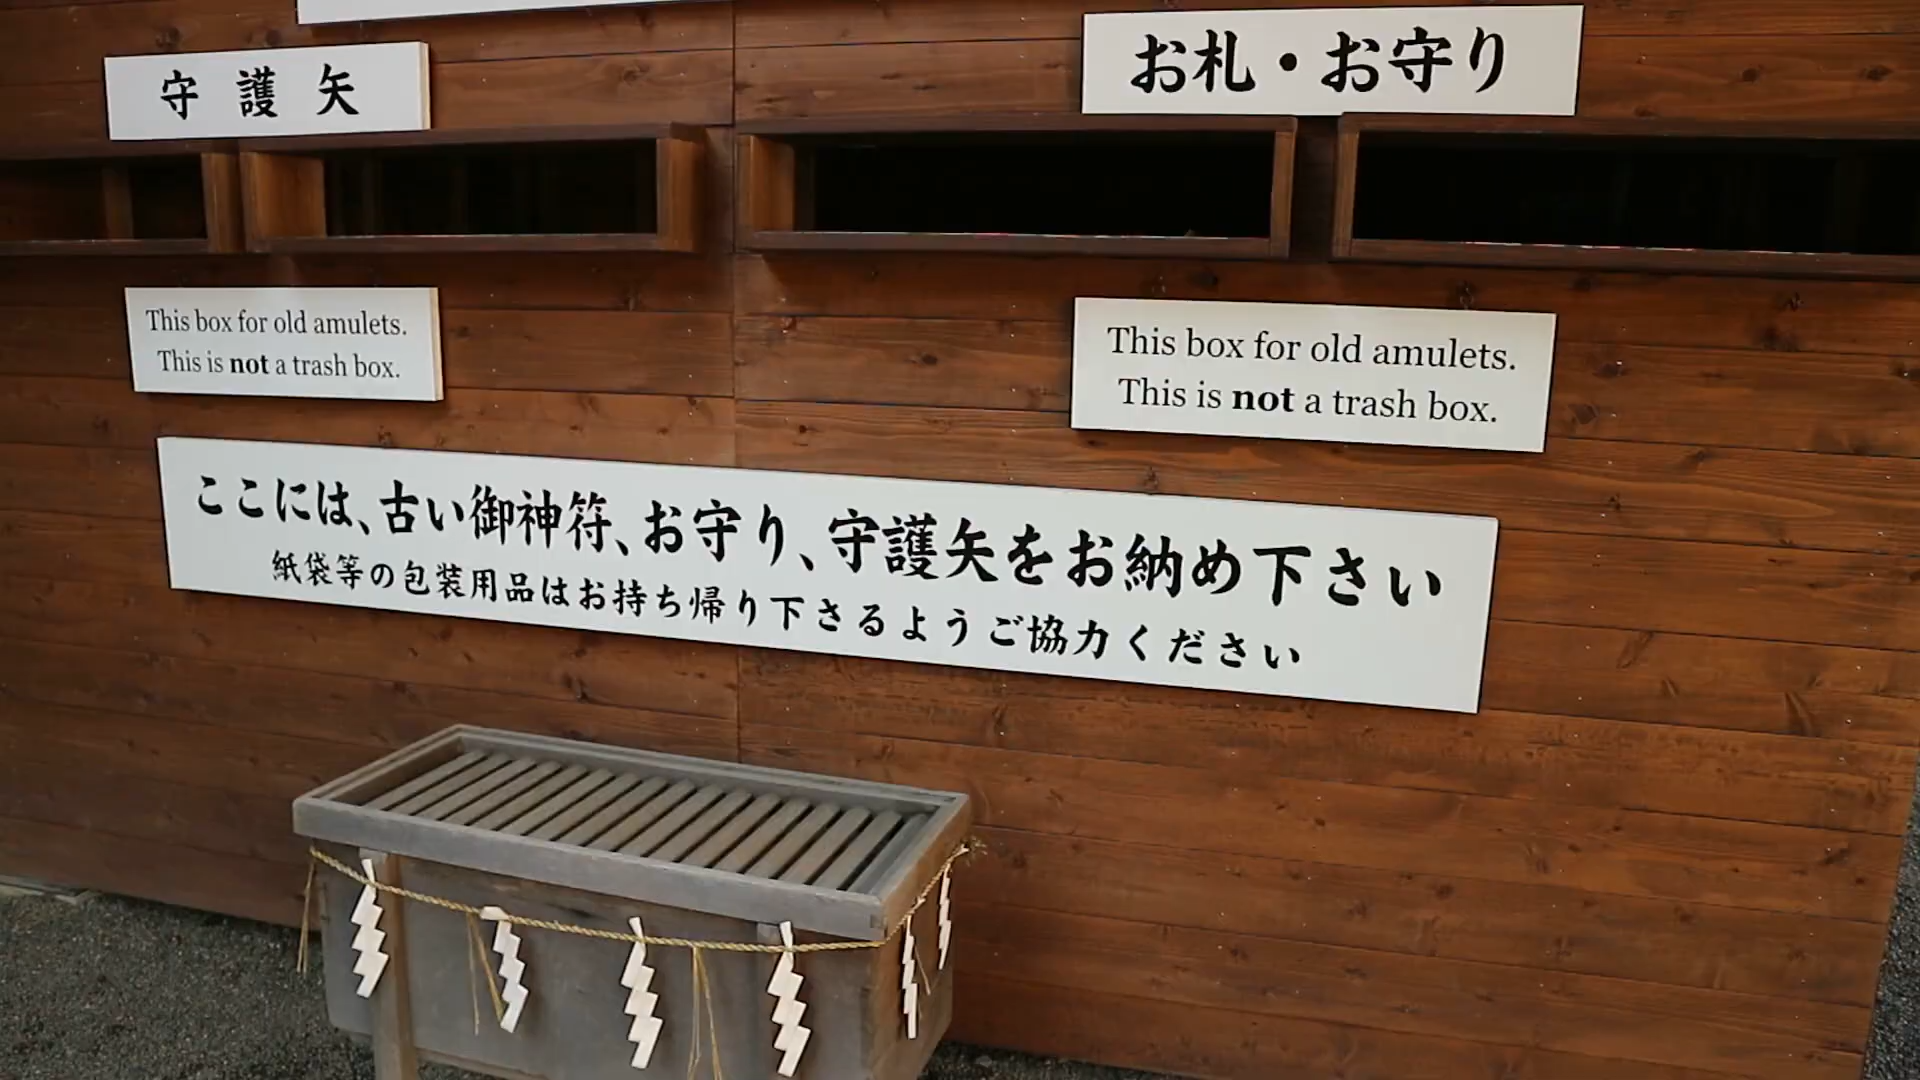 守護矢
お札・お守り
This box for old amulets.
This is not a trash box.
This box for old amulets.
This is not a trash box.
ここには、古い御神符、お守り、守護矢をお納め下さい
紙袋等の包装用品はお持ち帰り下さるようご協力ください